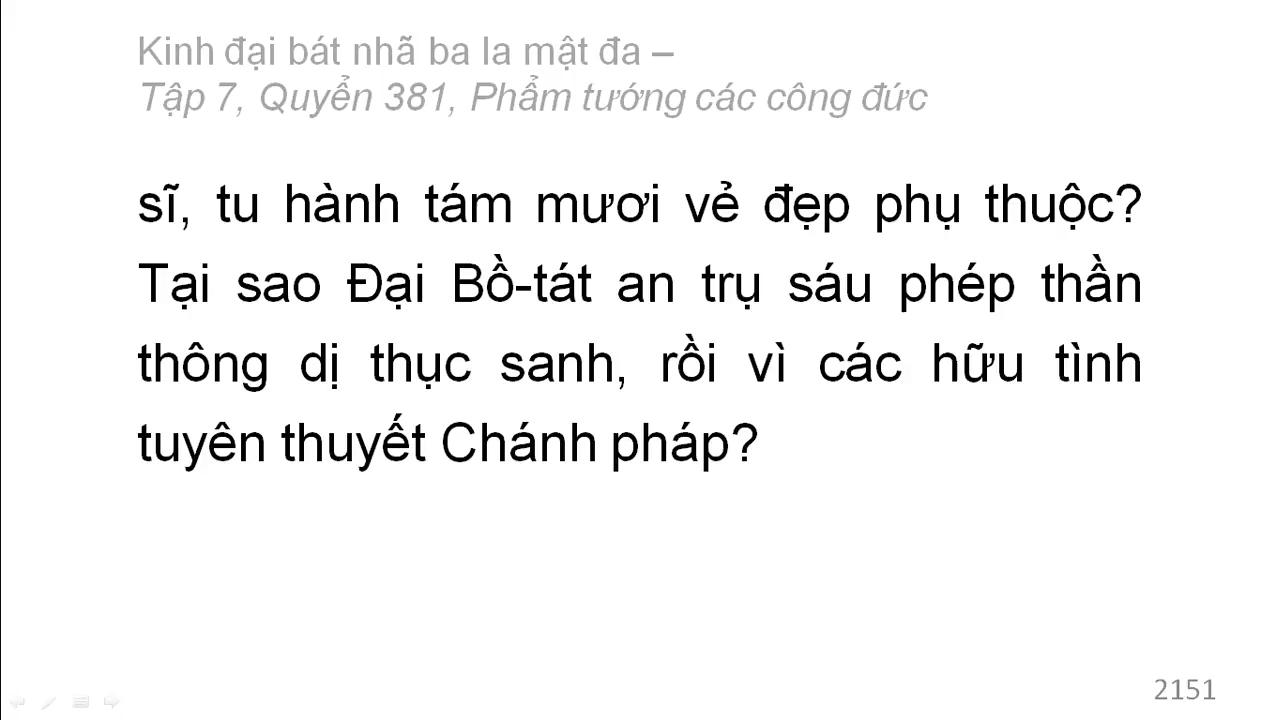 Kinh đại bát nhã ba la mật đa –
Tập 7, Quyển 381, Phẩm tướng các công đức
sĩ, tu hành tám mươi vẻ đẹp phụ thuộc?
Tại sao Đại Bồ-tát an trụ sáu phép thần
thông dị thục sanh, rồi vì các hữu tình
tuyên thuyết Chánh pháp?
2151